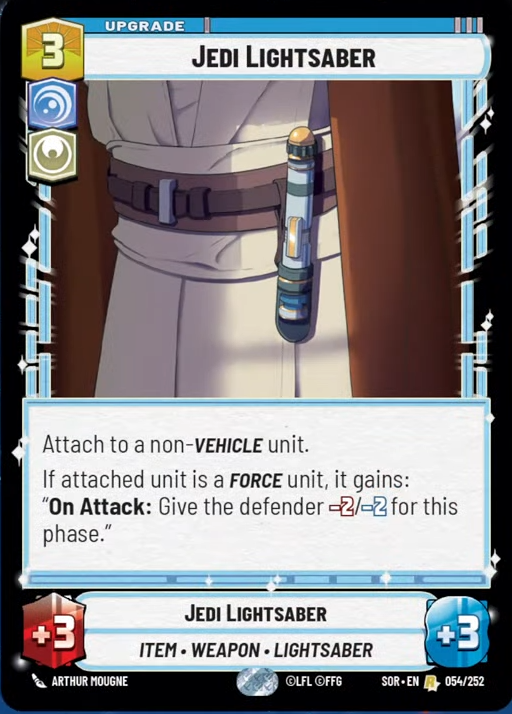 UPGRADE
3
JEDI LIGHTSABER
Attach to a non-VEHICLE unit.
If attached unit is a FORCE unit, it gains:
"On Attack: Give the defender -2/-2 for this
phase."
+3
JEDI LIGHTSABER
+3
ITEM • WEAPON • LIGHTSABER
ARTHUR MOUGNE
©LFL ©FFG
SOR • EN R 054/252